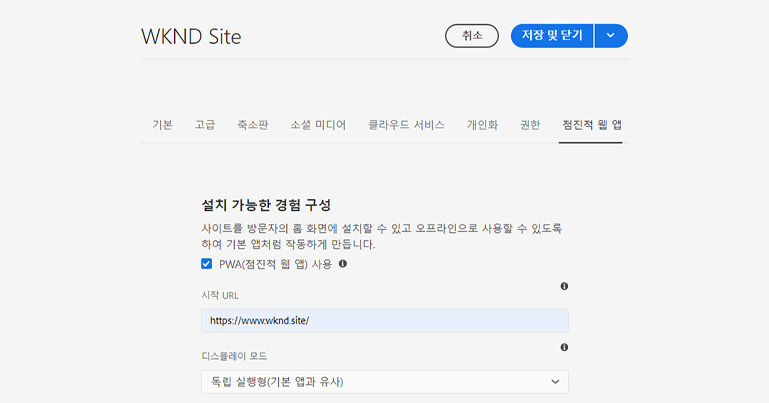 WKND Site
취소
저장 및 닫기
기본 고급 축소판 소셜 미디어 클라우드 서비스 개인화 권한 점진적 웹 앱
설치 가능한 경험 구성
사이트를 방문자의 홈 화면에 설치할 수 있고 오프라인으로 사용할 수 있도록
하여 기본 앱처럼 작동하게 만듭니다.
PWA(점진적 웹 앱) 사용
시작 URL
https://www.wknd.site/
디스플레이 모드
독립 실행형(기본 앱과 유사)